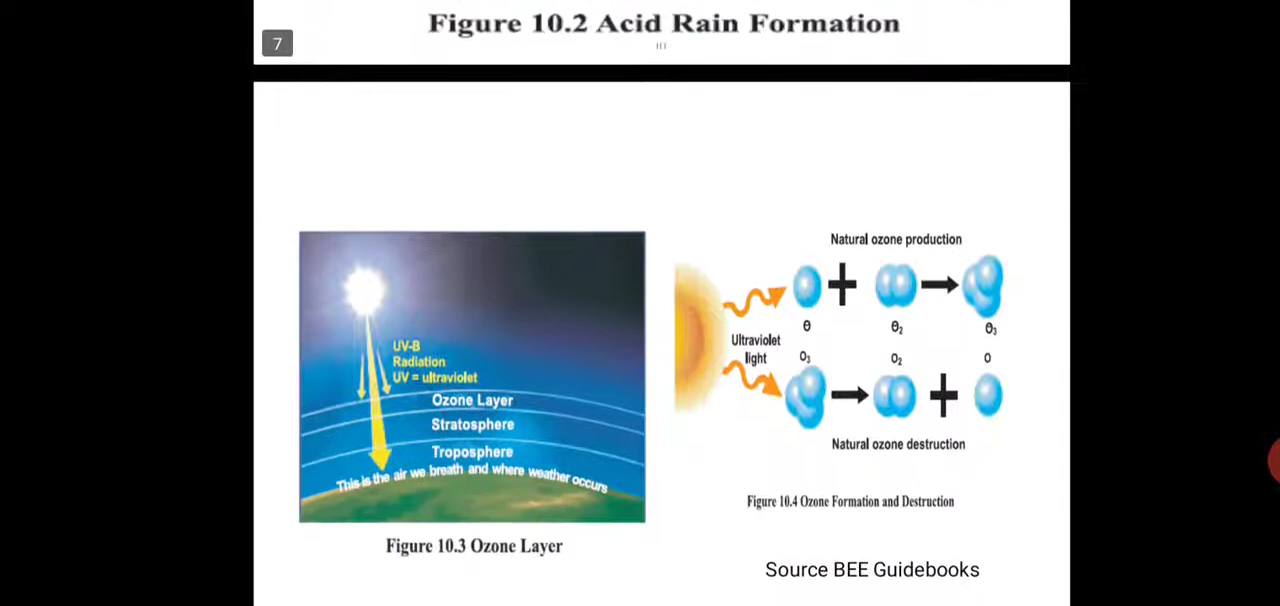 Figure 10.2 Acid Rain Formation
7
UV-B
Radiation
UV = ultraviolet
Ozone Layer
Stratosphere
Troposphere
This is the air we breath and where weather occurs
Figure 10.3 Ozone Layer
Natural ozone production
Ultraviolet
light
θ
θ₂
θ₃
O₃
O₂
O
Natural ozone destruction
Figure 10.4 Ozone Formation and Destruction
Source BEE Guidebooks